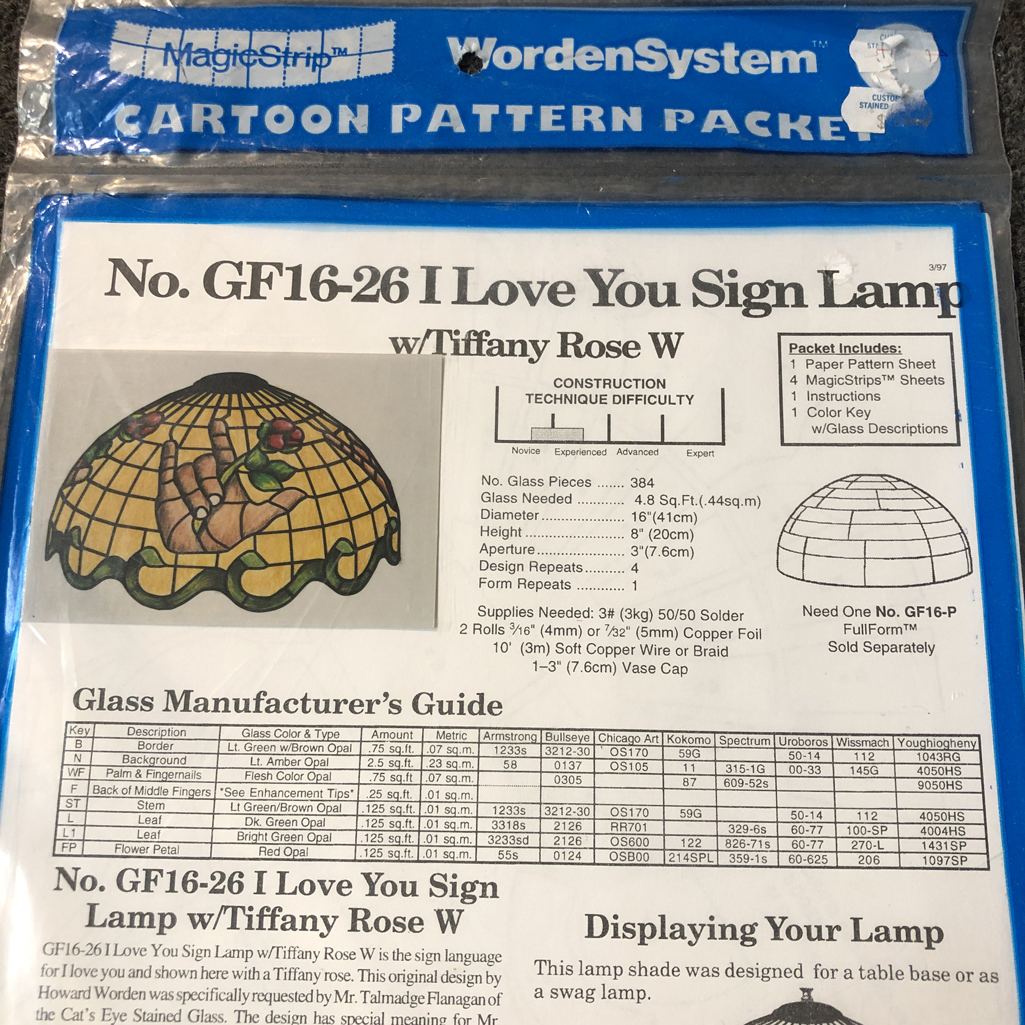 MagicStrip™
WordenSystem™
CARTOON PATTERN PACKET
CUSTOM
STAINED
3/97
No. GF16-26 I Love You Sign Lamp
w/Tiffany Rose W
CONSTRUCTION
TECHNIQUE DIFFICULTY
Novice Experienced Advanced Expert
Packet Includes:
1 Paper Pattern Sheet
4 MagicStrips™ Sheets
1 Instructions
1 Color Key
w/Glass Descriptions
No. Glass Pieces ....... 384
Glass Needed ............ 4.8 Sq.Ft.(.44sq.m)
Diameter..................... 16"(41cm)
Height ......................... 8" (20cm)
Aperture...................... 3"(7.6cm)
Design Repeats.......... 4
Form Repeats ............ 1
Supplies Needed: 3# (3kg) 50/50 Solder
2 Rolls 3/16" (4mm) or 7/32" (5mm) Copper Foil
10' (3m) Soft Copper Wire or Braid
1–3" (7.6cm) Vase Cap
Need One No. GF16-P
FullForm™
Sold Separately
Glass Manufacturer's Guide
Key Description Glass Color & Type Amount Metric Armstrong Bullseye Chicago Art Kokomo Spectrum Uroboros Wissmach Youghiogheny
B Border Lt. Green w/Brown Opal .75 sq.ft. .07 sq.m. 1233s 3212-30 OS170 59G 50-14 112 1043RG
N Background Lt. Amber Opal 2.5 sq.ft. .23 sq.m. 58 0137 OS105 11 315-1G 00-33 145G 4050HS
WF Palm & Fingernails Flesh Color Opal .75 sq.ft .07 sq.m. 0305 87 609-52s 9050HS
F Back of Middle Fingers *See Enhancement Tips* .25 sq.ft. .01 sq.m.
ST Stem Lt Green/Brown Opal .125 sq.ft. .01 sq.m. 1233s 3212-30 OS170 59G 50-14 112 4050HS
L Leaf Dk. Green Opal .125 sq.ft. .01 sq.m. 3318s 2126 RR701 329-6s 60-77 100-SP 4004HS
L1 Leaf Bright Green Opal .125 sq.ft. .01 sq.m. 3233sd 2126 OS600 122 826-71s 60-77 270-L 1431SP
FP Flower Petal Red Opal .125 sq.ft. .01 sq.m. 55s 0124 OSB00 214SPL 359-1s 60-625 206 1097SP
No. GF16-26 I Love You Sign
Lamp w/Tiffany Rose W
GF16-26 I Love You Sign Lamp w/Tiffany Rose W is the sign language
for I love you and shown here with a Tiffany rose. This original design by
Howard Worden was specifically requested by Mr. Talmadge Flanagan of
the Cat's Eye Stained Glass. The design has special meaning for Mr
Displaying Your Lamp
This lamp shade was designed for a table base or as
a swag lamp.